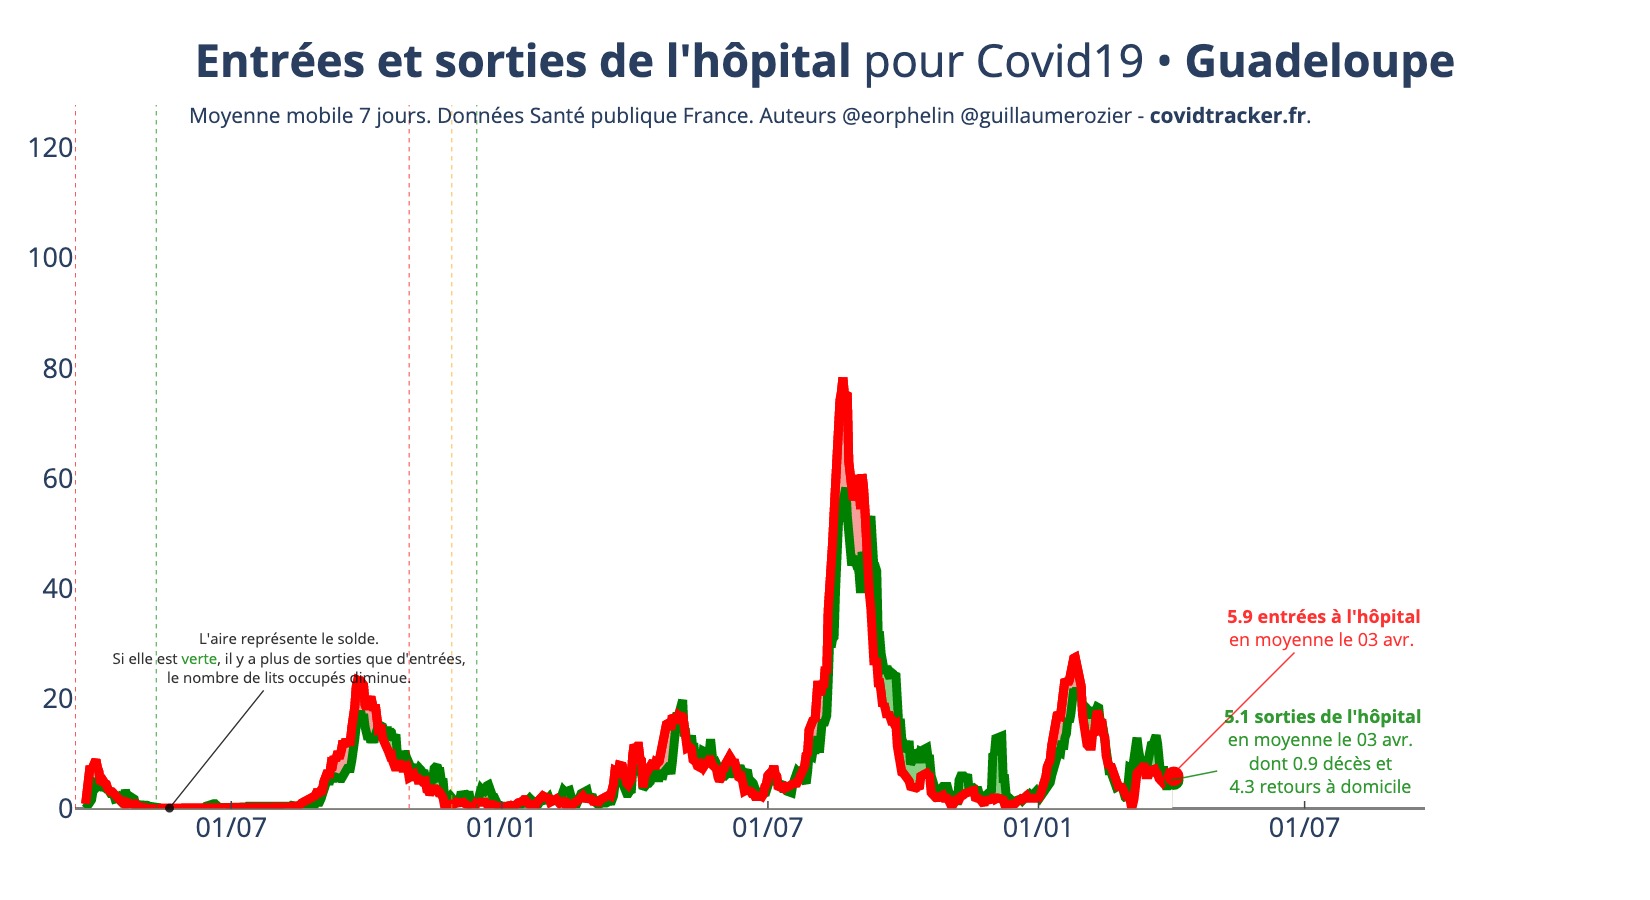 Entrées et sorties de l'hôpital pour Covid19 • Guadeloupe
Moyenne mobile 7 jours. Données Santé publique France. Auteurs @eorphelin @guillaumerozier - covidtracker.fr.
120
100
80
60
40
20
0
L'aire représente le solde.
Si elle est verte, il y a plus de sorties que d'entrées,
le nombre de lits occupés diminue.
5.9 entrées à l'hôpital
en moyenne le 03 avr.
5.1 sorties de l'hôpital
en moyenne le 03 avr.
dont 0.9 décès et
4.3 retours à domicile
01/07 01/01 01/07 01/01 01/07